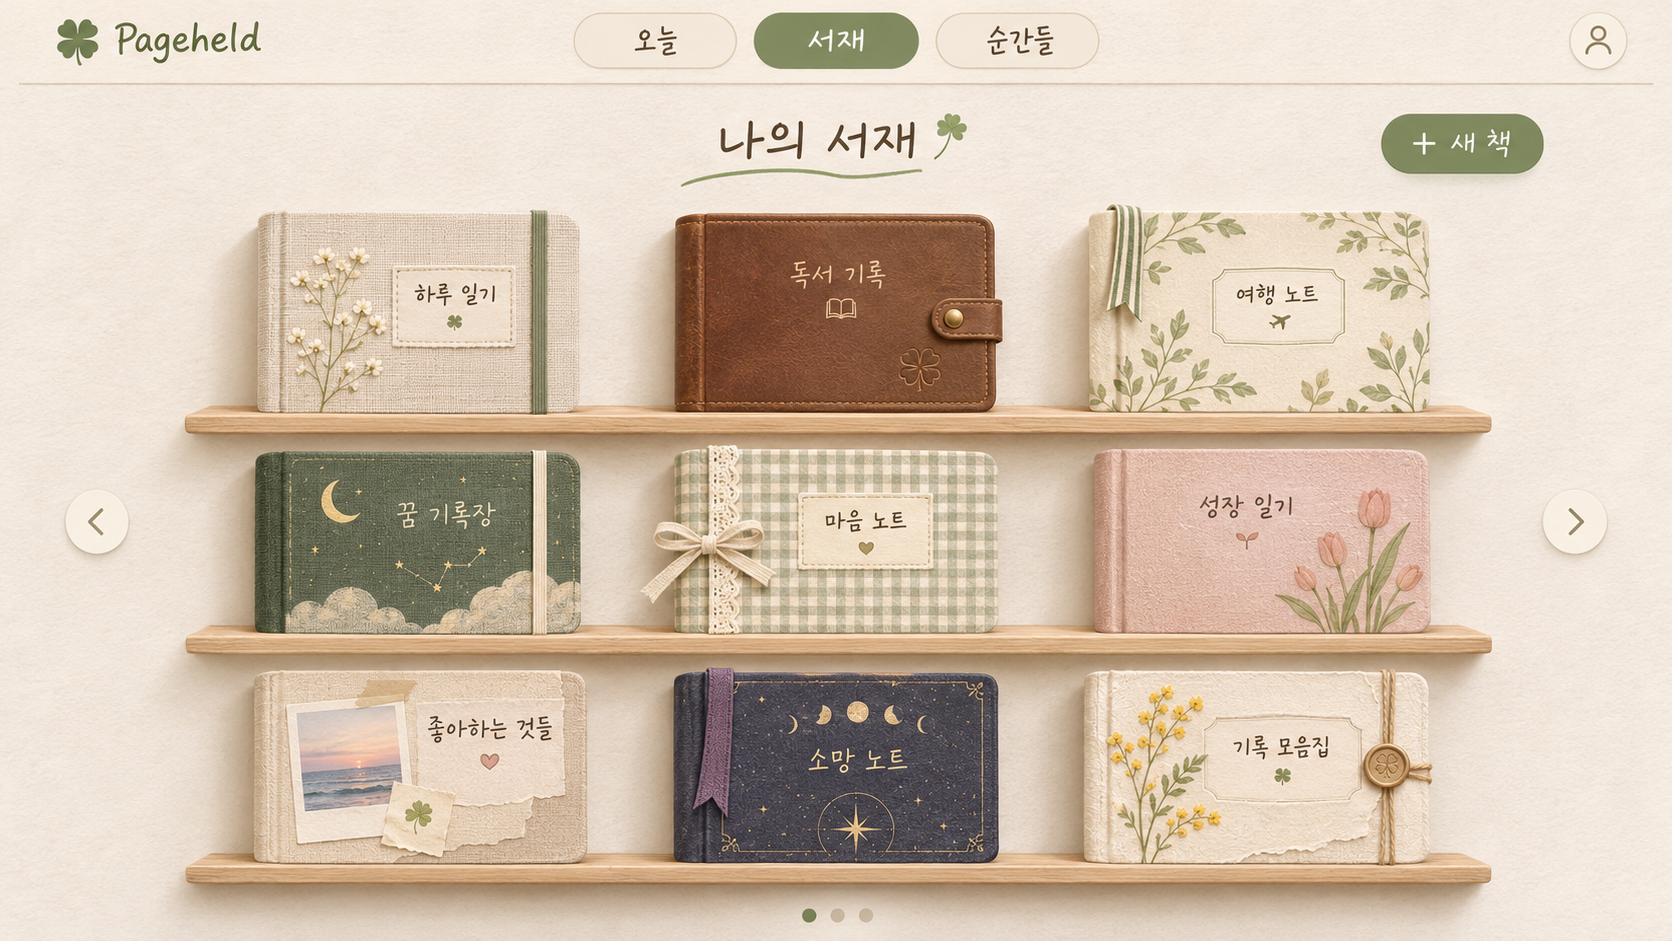 Pageheld
오늘
서재
순간들
나의 서재
+ 새 책
하루 일기
독서 기록
여행 노트
꿈 기록장
마음 노트
성장 일기
좋아하는 것들
소망 노트
기록 모음집